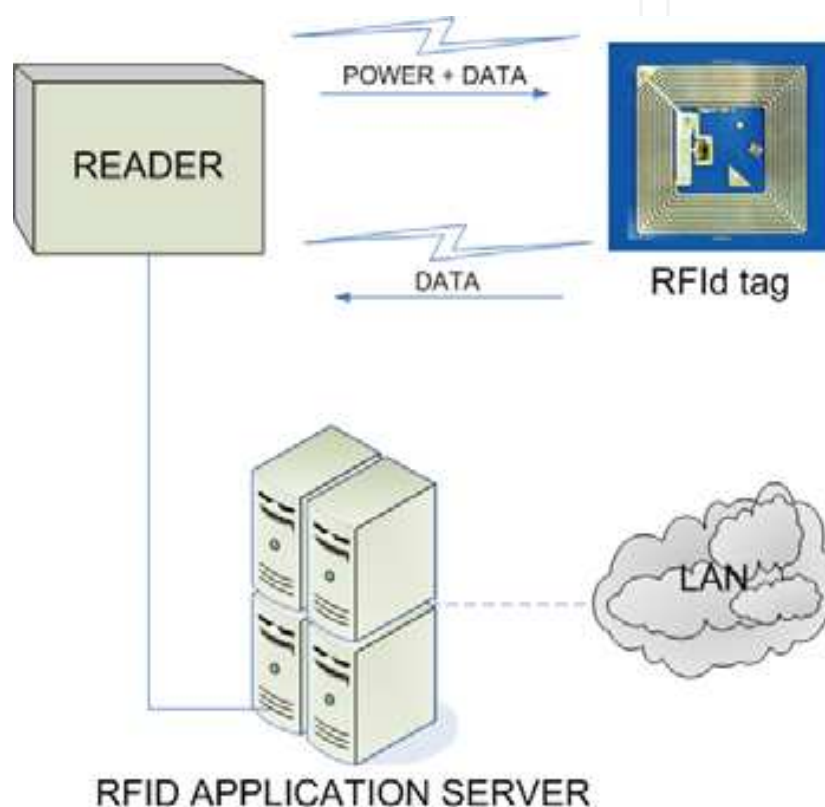 POWER + DATA
READER
DATA
RFId tag
LAN
RFID APPLICATION SERVER